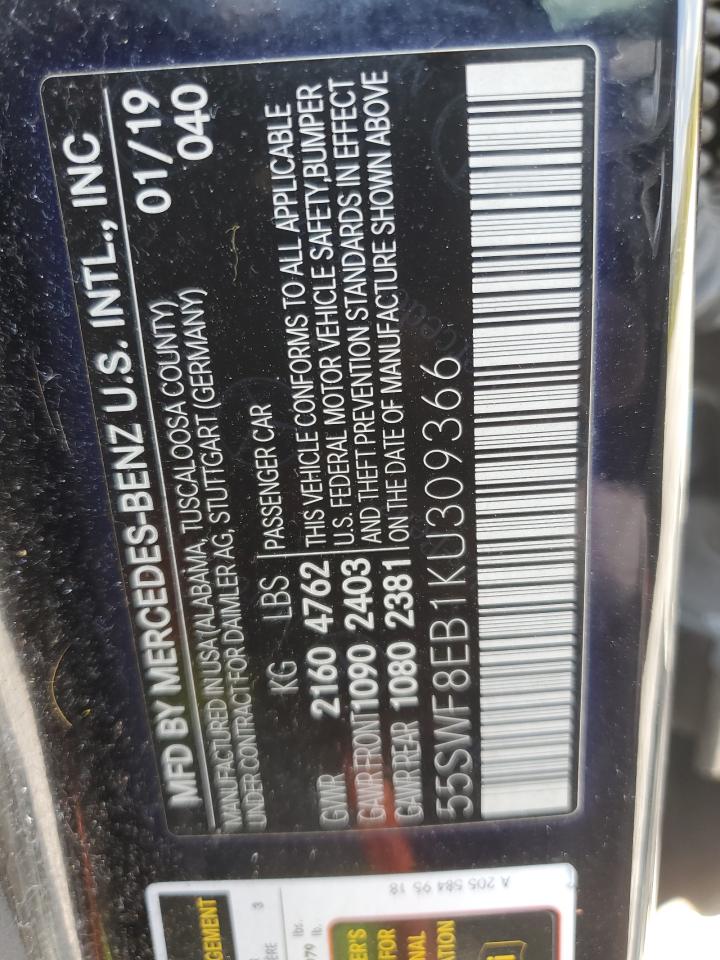 MFD BY MERCEDES-BENZ U.S. INTL., INC
01/19
MANUFACTURED IN USA (ALABAMA, TUSCALOOSA COUNTY)
040
UNDER CONTRACT FOR DAIMLER AG, STUTTGART (GERMANY)
KG LBS PASSENGER CAR
GVWR 2160 4762
GAWR FRONT 1090 2403
GAWR REAR 1080 2381
THIS VEHICLE CONFORMS TO ALL APPLICABLE
U.S. FEDERAL MOTOR VEHICLE SAFETY,BUMPER
AND THEFT PREVENTION STANDARDS IN EFFECT
ON THE DATE OF MANUFACTURE SHOWN ABOVE
55SWF8EB1KU309366
A 205 584 95 18
lbs.
lb.